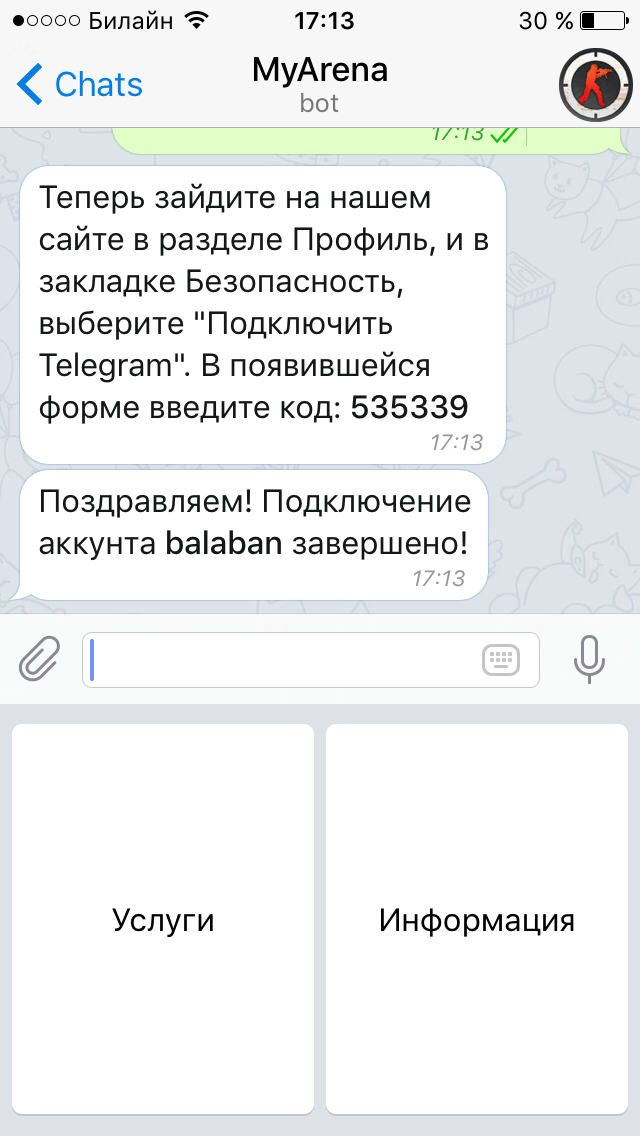 Билайн 17:13 30 %
Chats MyArena
bot
17:13
Теперь зайдите на нашем
сайте в разделе Профиль, и в
закладке Безопасность,
выберите "Подключить
Telegram". В появившейся
форме введите код: 535339
17:13
Поздравляем! Подключение
аккунта balaban завершено!
17:13
Услуги Информация